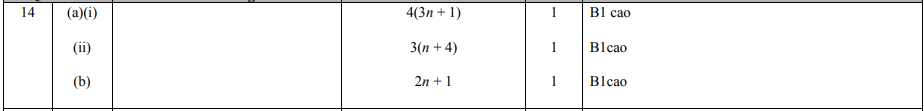 14 (a)(i) 4(3n + 1) 1 B1 cao
(ii) 3(n + 4) 1 B1cao
(b) 2n + 1 1 B1cao